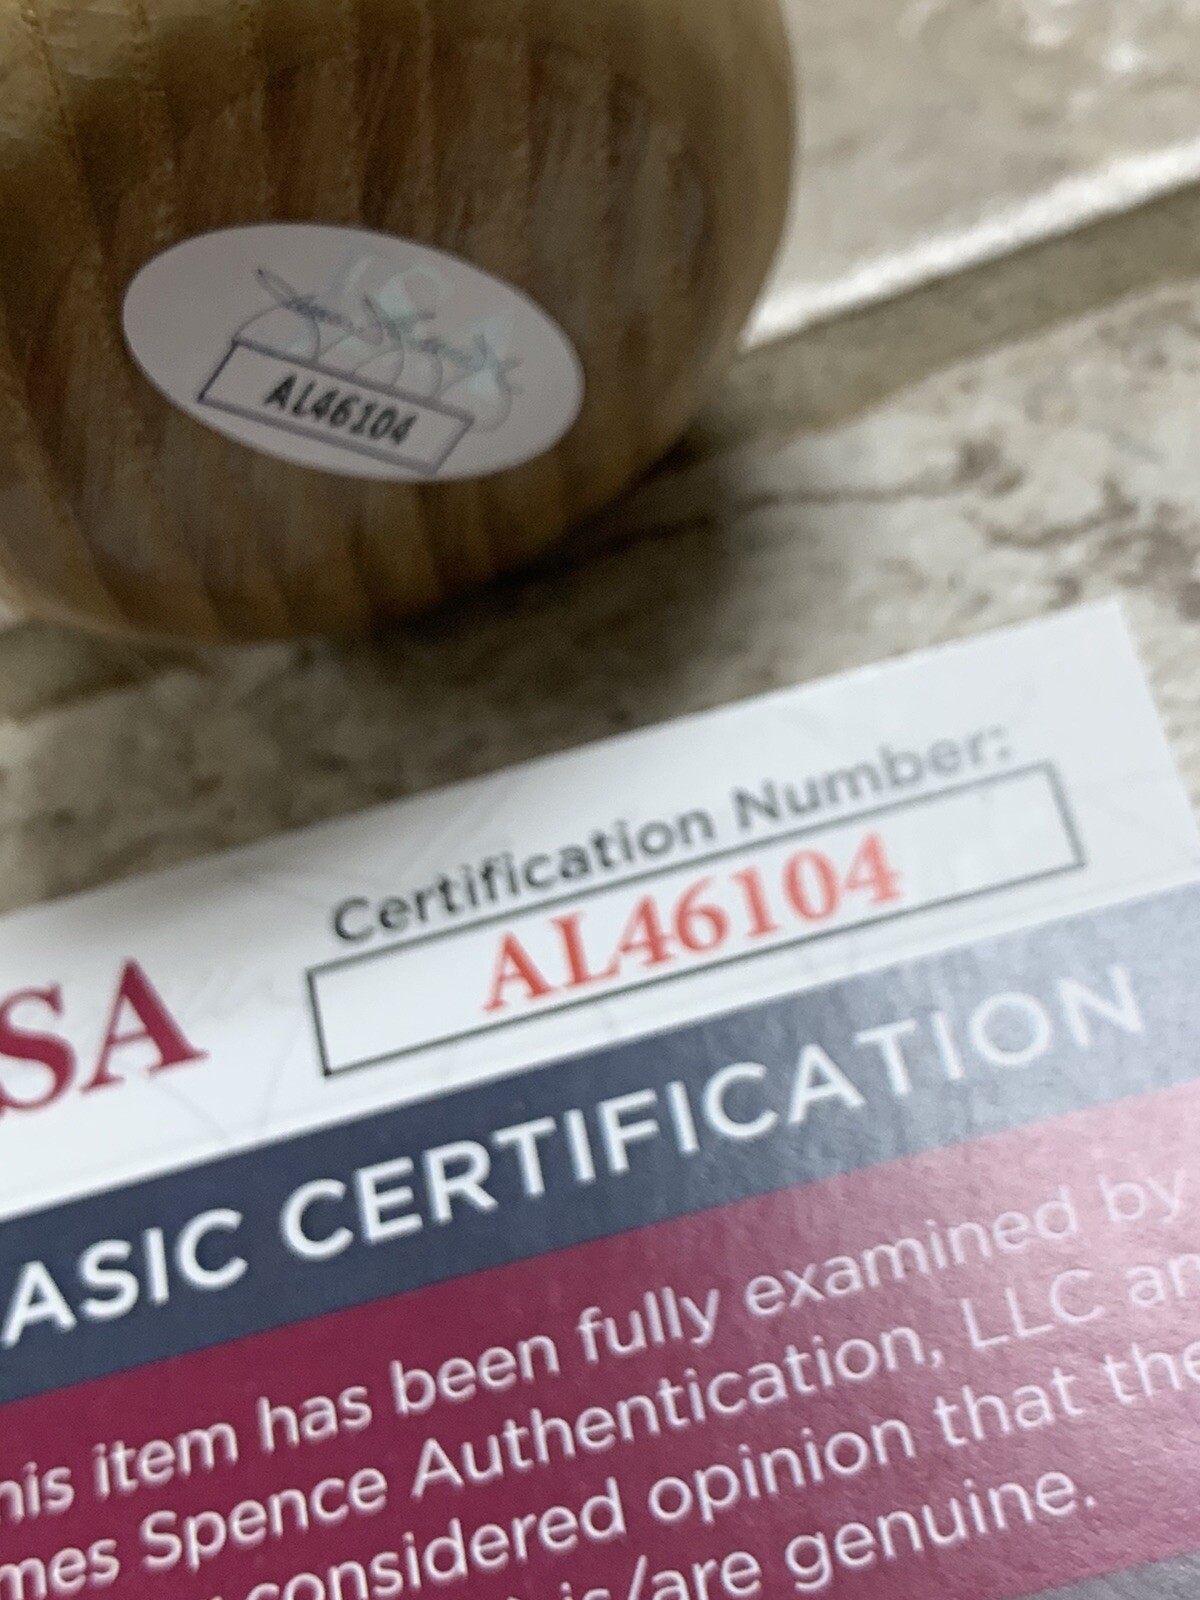 AL46104
Certification Number:
AL46104
SA
ASIC CERTIFICATION
his item has been fully examined by
mes Spence Authentication, LLC an
considered opinion that the
is/are genuine.